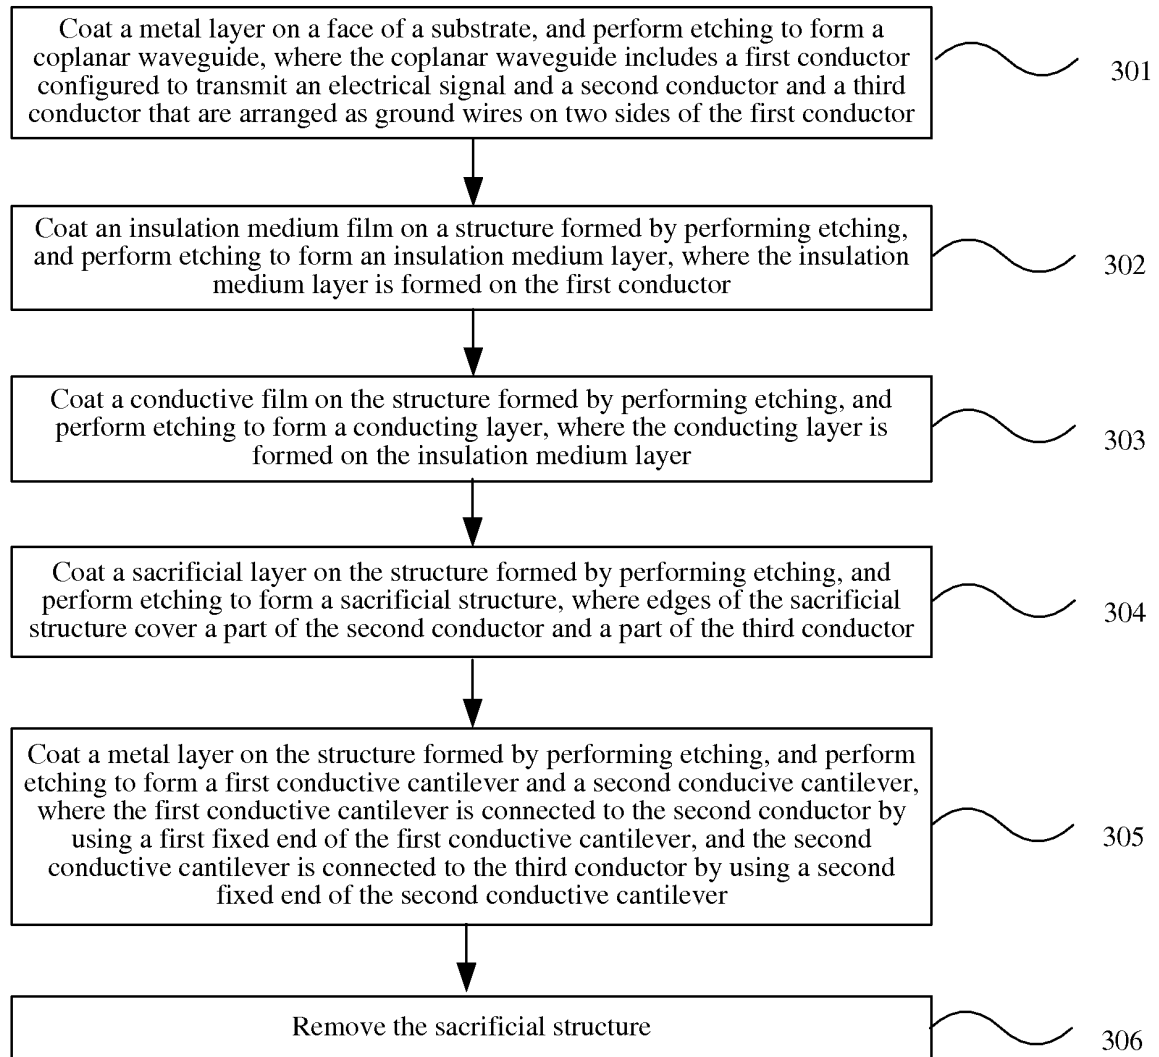 Coat a metal layer on a face of a substrate, and perform etching to form a
coplanar waveguide, where the coplanar waveguide includes a first conductor
configured to transmit an electrical signal and a second conductor and a third
conductor that are arranged as ground wires on two sides of the first conductor
301
Coat an insulation medium film on a structure formed by performing etching,
and perform etching to form an insulation medium layer, where the insulation
medium layer is formed on the first conductor
302
Coat a conductive film on the structure formed by performing etching, and
perform etching to form a conducting layer, where the conducting layer is
formed on the insulation medium layer
303
Coat a sacrificial layer on the structure formed by performing etching, and
perform etching to form a sacrificial structure, where edges of the sacrificial
structure cover a part of the second conductor and a part of the third conductor
304
Coat a metal layer on the structure formed by performing etching, and perform
etching to form a first conductive cantilever and a second conducive cantilever,
where the first conductive cantilever is connected to the second conductor by
using a first fixed end of the first conductive cantilever, and the second
conductive cantilever is connected to the third conductor by using a second
fixed end of the second conductive cantilever
305
Remove the sacrificial structure
306